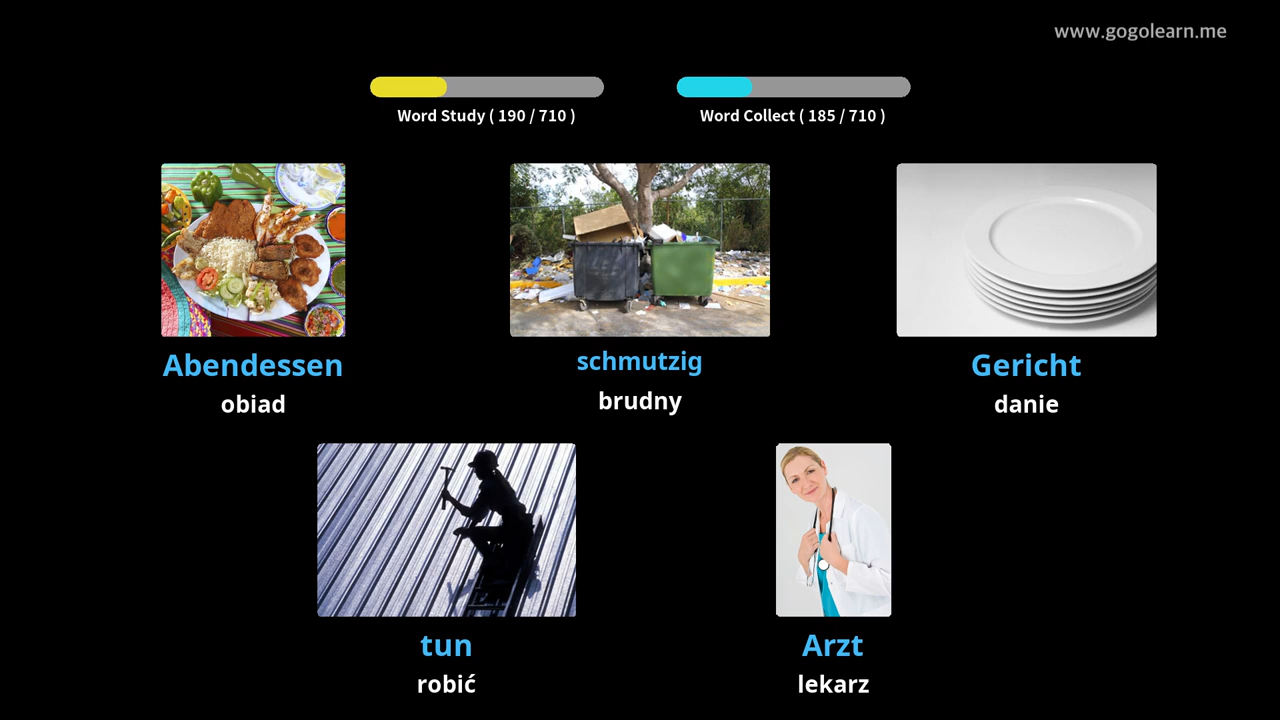 www.gogolearn.me
Word Study ( 190 / 710 )
Word Collect ( 185 / 710 )
Abendessen
obiad
schmutzig
brudny
Gericht
danie
tun
robić
Arzt
lekarz